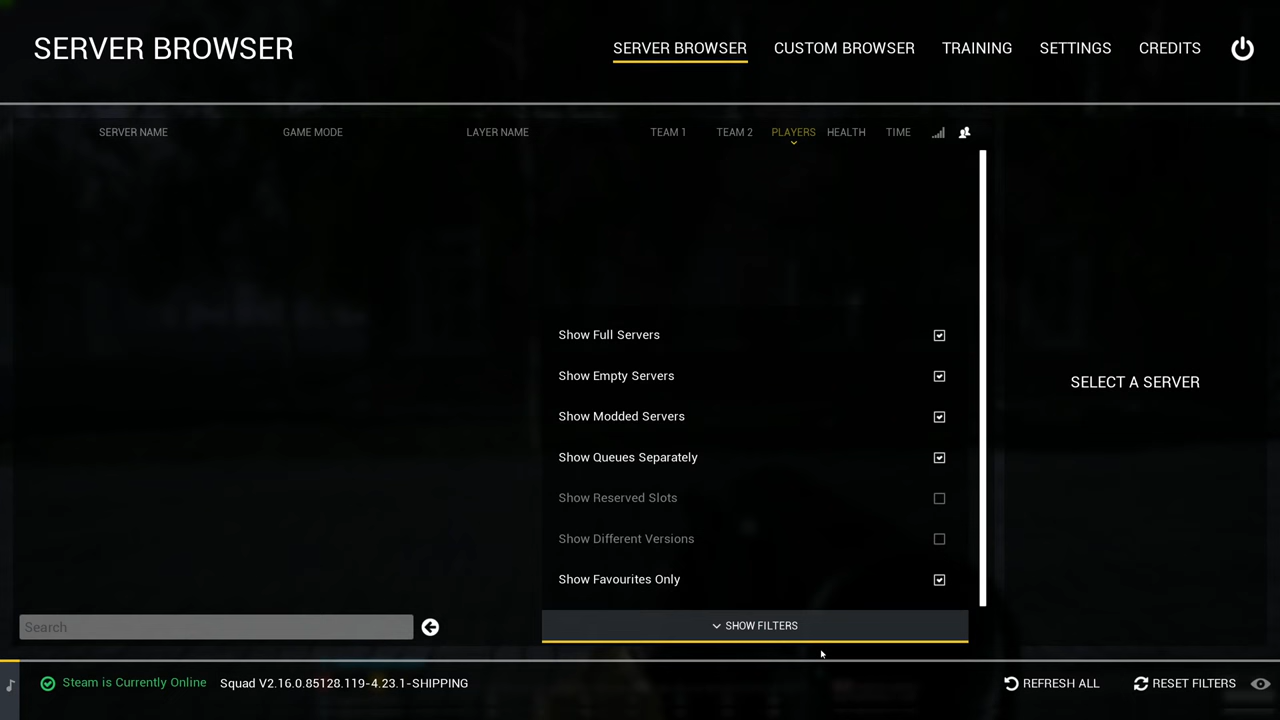 SERVER BROWSER
SERVER BROWSER CUSTOM BROWSER TRAINING SETTINGS CREDITS
SERVER NAME GAME MODE LAYER NAME TEAM 1 TEAM 2 PLAYERS HEALTH TIME
Show Full Servers
Show Empty Servers
SELECT A SERVER
Show Modded Servers
Show Queues Separately
Show Reserved Slots
Show Different Versions
Show Favourites Only
Search
SHOW FILTERS
Steam is Currently Online Squad V2.16.0.85128.119-4.23.1-SHIPPING REFRESH ALL RESET FILTERS